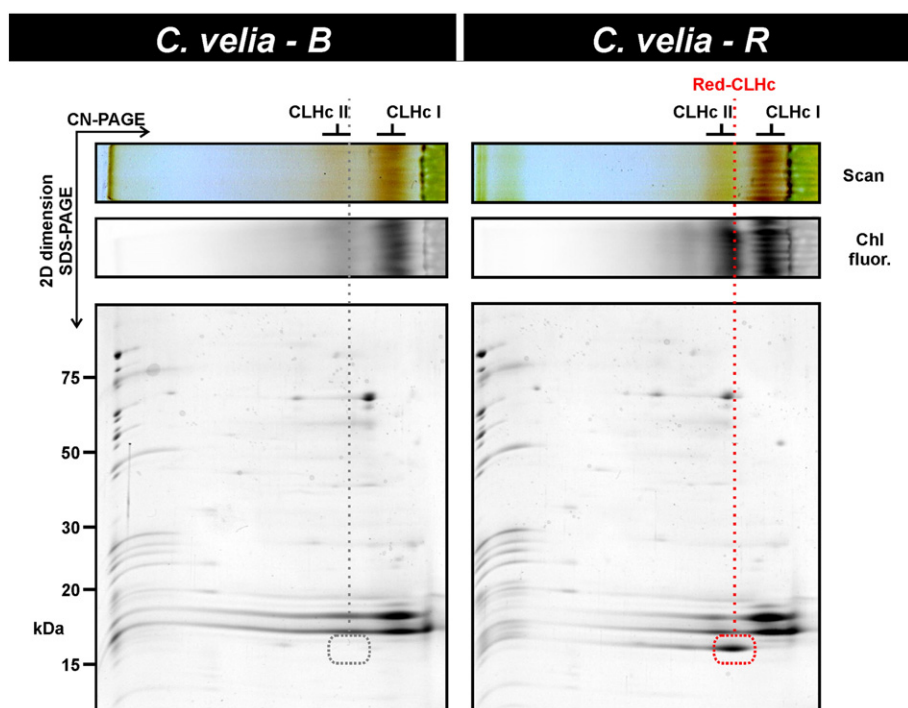 C. velia - B
C. velia - R
Red-CLHc
CN-PAGE
CLHc II
CLHc I
CLHc II
CLHc I
Scan
2D dimension
SDS-PAGE
Chl
fluor.
75
50
30
20
kDa
15